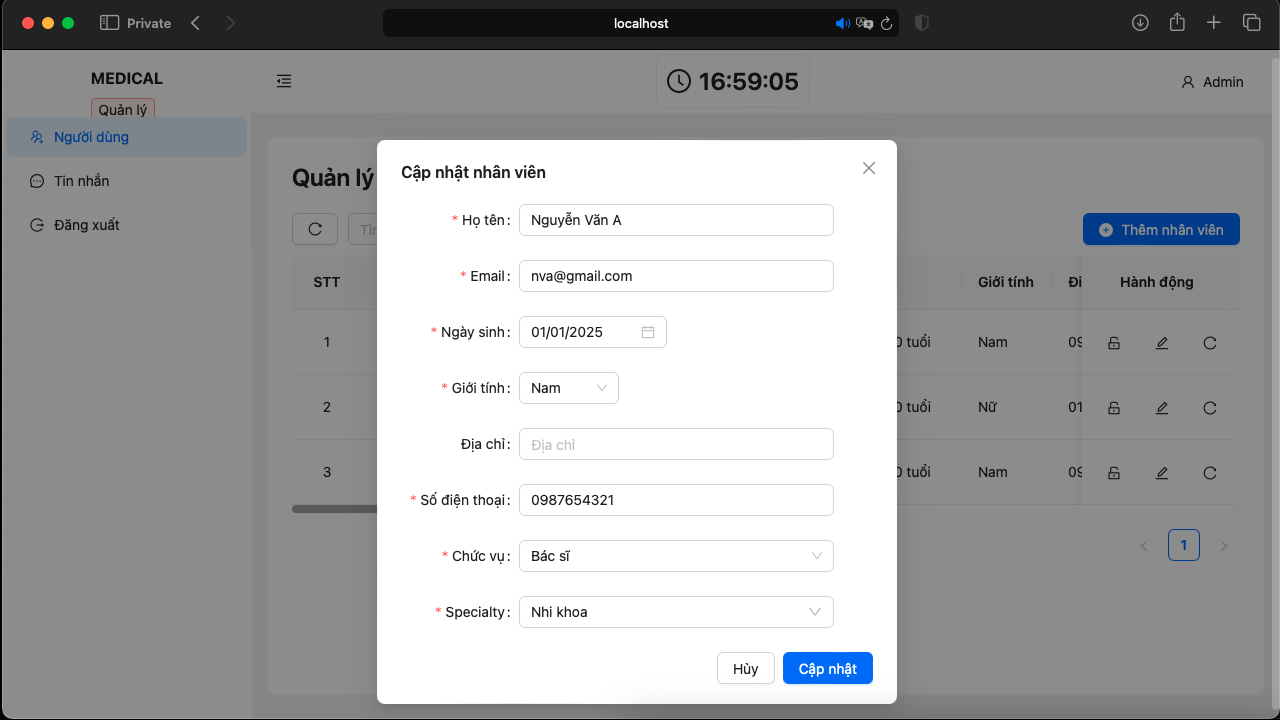 Private
localhost
MEDICAL
Quản lý
16:59:05
Admin
Người dùng
Tin nhắn
Đăng xuất
Quản lý
Thêm nhân viên
STT
Giới tính
Hành động
1
0 tuổi
Nam
09
2
0 tuổi
Nữ
01
3
0 tuổi
Nam
09
1
Cập nhật nhân viên
* Họ tên: Nguyễn Văn A
* Email: nva@gmail.com
* Ngày sinh: 01/01/2025
* Giới tính: Nam
Địa chỉ: Địa chỉ
* Số điện thoại: 0987654321
* Chức vụ: Bác sĩ
* Specialty: Nhi khoa
Hủy
Cập nhật